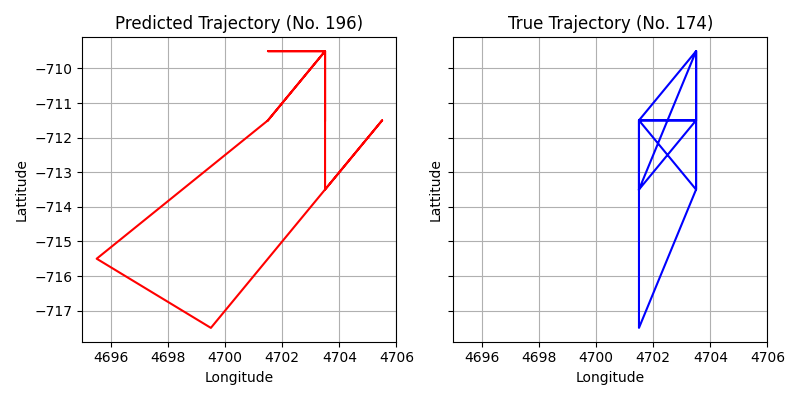 Predicted Trajectory (No. 196)
True Trajectory (No. 174)
−710
−711
−712
−713
−714
−715
−716
−717
Lattitude
Lattitude
4696 4698 4700 4702 4704 4706
4696 4698 4700 4702 4704 4706
Longitude
Longitude